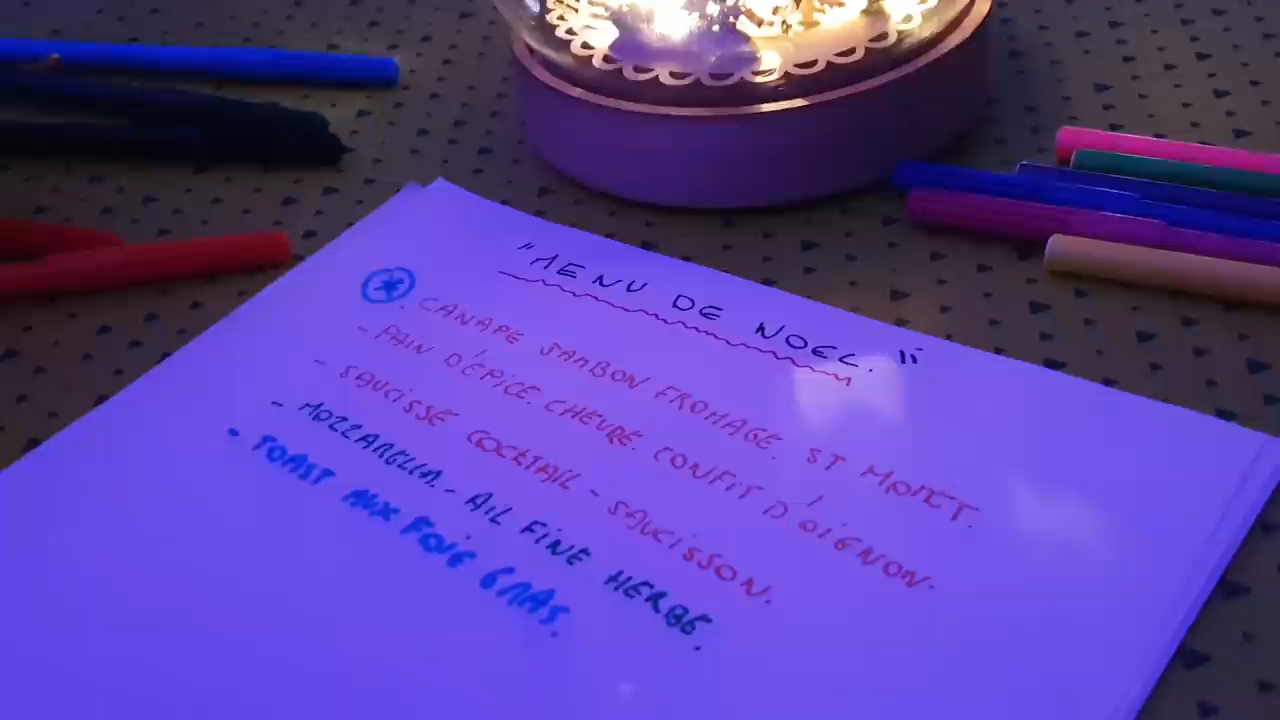 "MENU DE NOEL."
* . CANAPE JAMBON FROMAGE. ST MORET.
- PAIN D'ÉPICE. CHEVRE. CONFIT D'OIGNON.
- SAUCISSE COCKTAIL - SAUCISSON.
- MOZZARELLA. - AIL FINE HERBE.
- TOAST AUX FOIE GRAS.